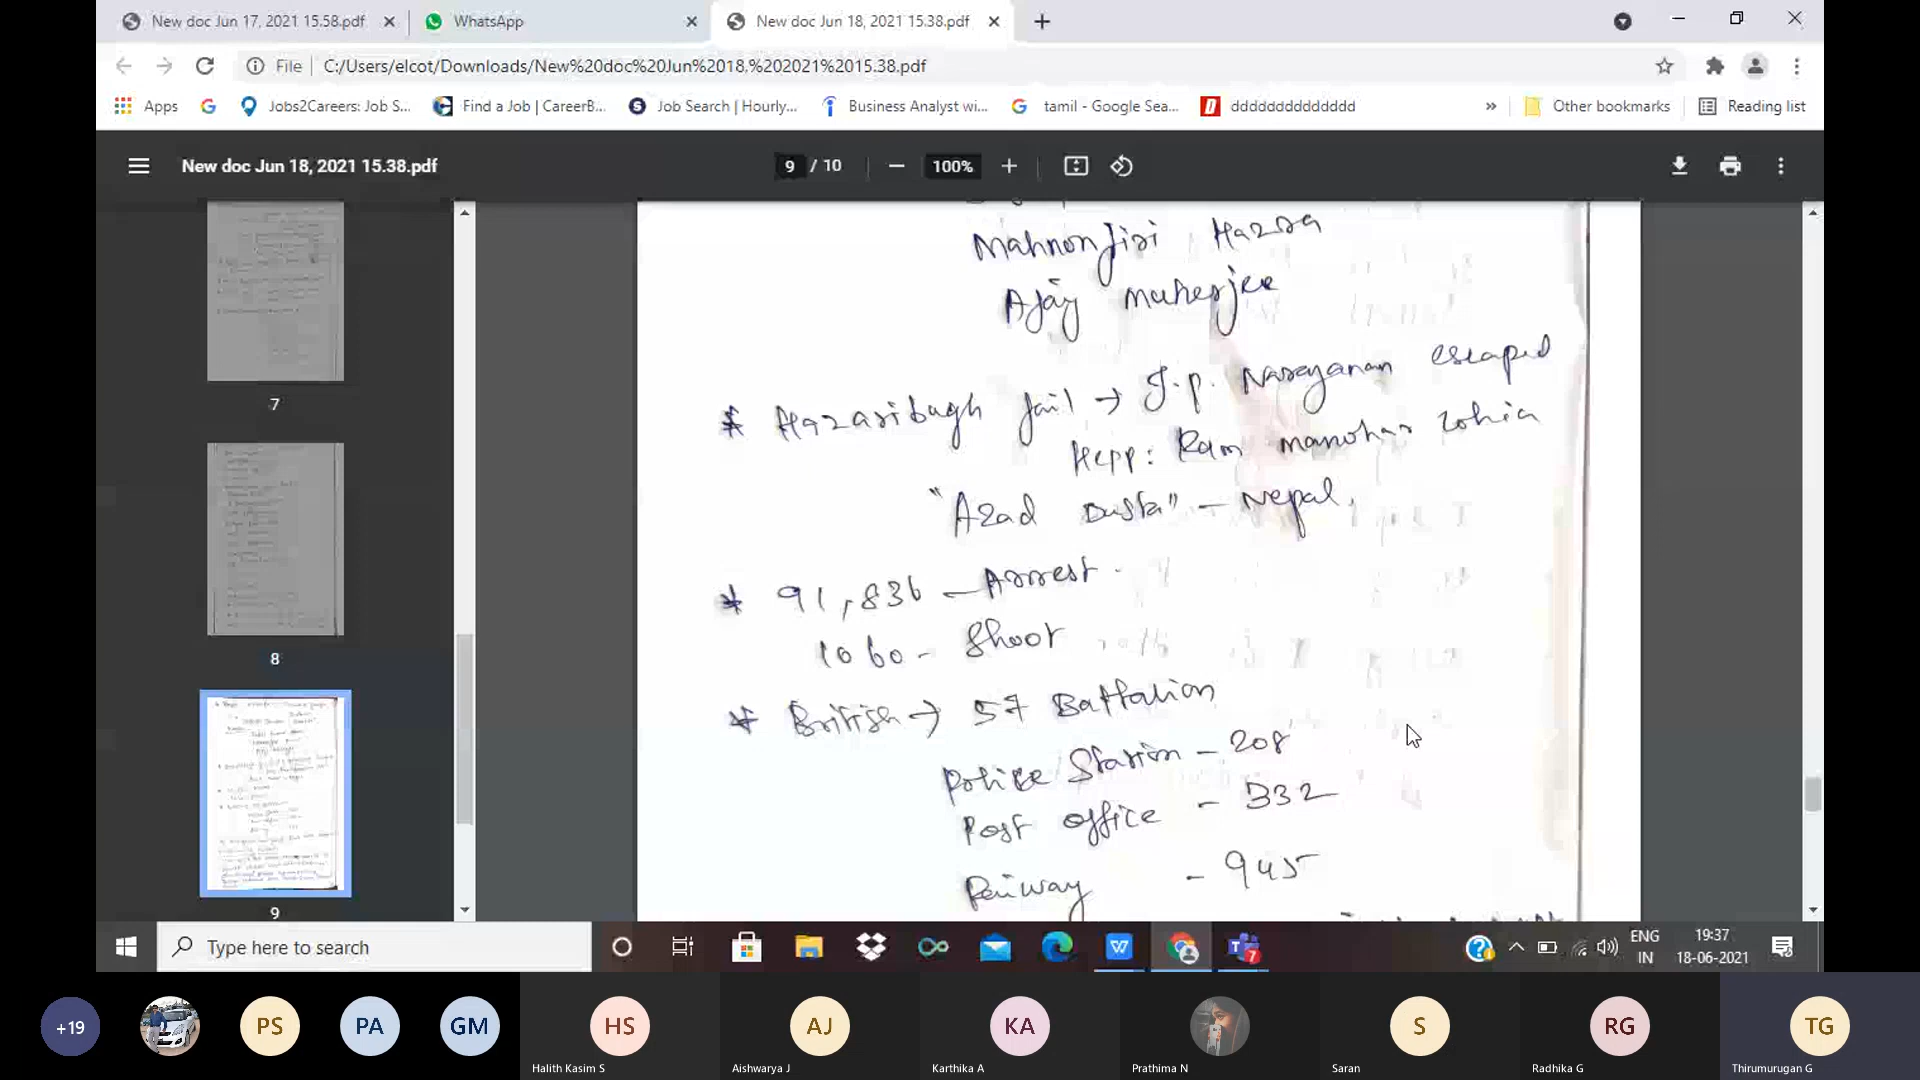 New doc Jun 17, 2021 15.58.pdf
WhatsApp
New doc Jun 18, 2021 15.38.pdf
File C:/Users/elcot/Downloads/New%20doc%20Jun%2018,%202021%2015.38.pdf
Apps
Jobs2Careers: Job S...
Find a Job | CareerB...
Job Search | Hourly,...
Business Analyst wi...
tamil - Google Sea...
dddddddddddddd
»
Other bookmarks
Reading list
New doc Jun 18, 2021 15.38.pdf
9 / 10
100%
7
8
9
Hazra
Ajay Mukerjee
* Hazaribagh Jail → J.P. Narayanan escaped
Help: Ram manohar Lohia
"Azad Dusta" – Nepal.
* 91,836 – Arrest.
1060 – Shoot
* British → 57 Battalion
Police Station – 208
Post office – 332
Railway – 945
Type here to search
ENG
IN
19:37
18-06-2021
7
+19
PS
PA
GM
HS
Halith Kasim S
AJ
Aishwarya J
KA
Karthika A
Prathima N
S
Saran
RG
Radhika G
TG
Thirumurugan G